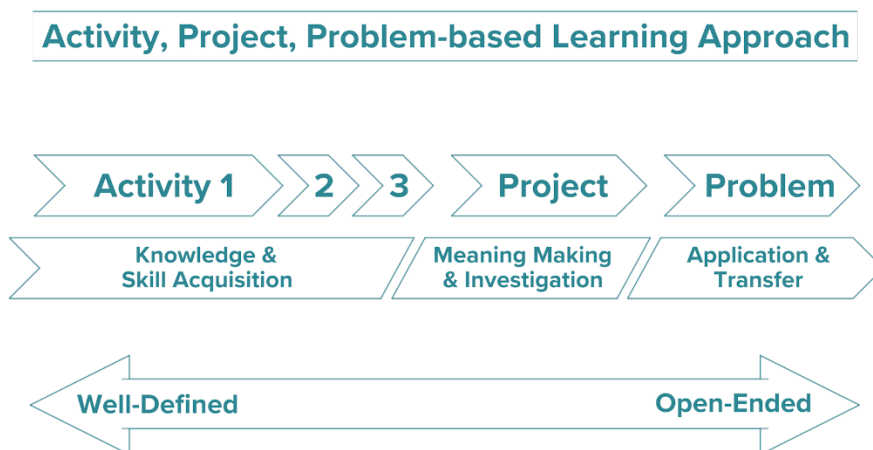 Activity, Project, Problem-based Learning Approach
Activity 1 2 3 Project Problem
Knowledge &
Skill Acquisition
Meaning Making
& Investigation
Application &
Transfer
Well-Defined Open-Ended